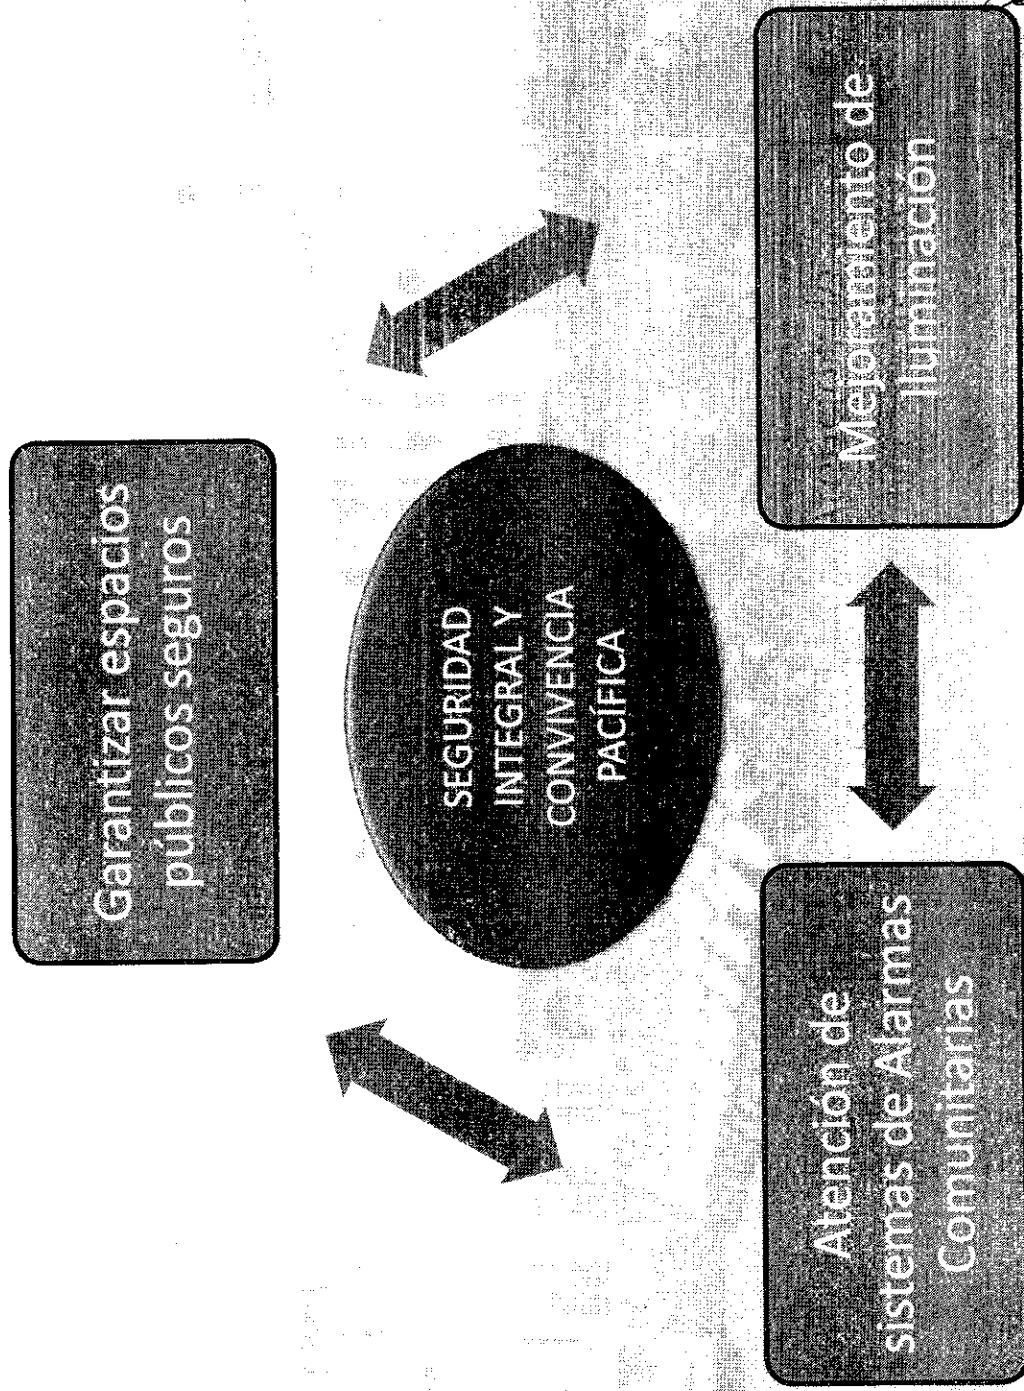 Garantizar espacios
públicos seguros
SEGURIDAD
INTEGRAL Y
CONVIVENCIA
PACÍFICA
Atención de
sistemas de Alarmas
Comunitarias
Mejoramiento de
Iluminación